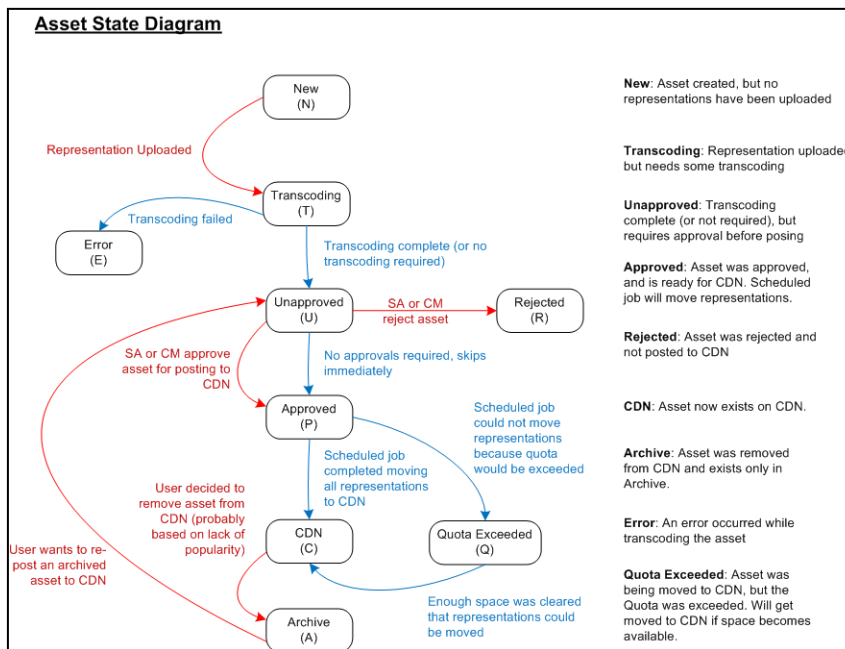 Asset State Diagram
New
(N)
Representation Uploaded
Transcoding
(T)
Transcoding failed
Error
(E)
Transcoding complete (or no
transcoding required)
Unapproved
(U)
SA or CM
reject asset
Rejected
(R)
SA or CM approve
asset for posting to
CDN
No approvals required, skips
immediately
Approved
(P)
Scheduled job
could not move
representations
because quota
would be exceeded
Scheduled job
completed moving
all representations
to CDN
User decided to
remove asset from
CDN (probably
based on lack of
popularity)
CDN
(C)
Quota Exceeded
(Q)
User wants to re-
post an archived
asset to CDN
Enough space was cleared
that representations could
be moved
Archive
(A)
New: Asset created, but no
representations have been uploaded
Transcoding: Representation uploaded
but needs some transcoding
Unapproved: Transcoding
complete (or not required), but
requires approval before posing
Approved: Asset was approved,
and is ready for CDN. Scheduled
job will move representations.
Rejected: Asset was rejected and
not posted to CDN
CDN: Asset now exists on CDN.
Archive: Asset was removed
from CDN and exists only in
Archive.
Error: An error occurred while
transcoding the asset
Quota Exceeded: Asset was
being moved to CDN, but the
Quota was exceeded. Will get
moved to CDN if space becomes
available.